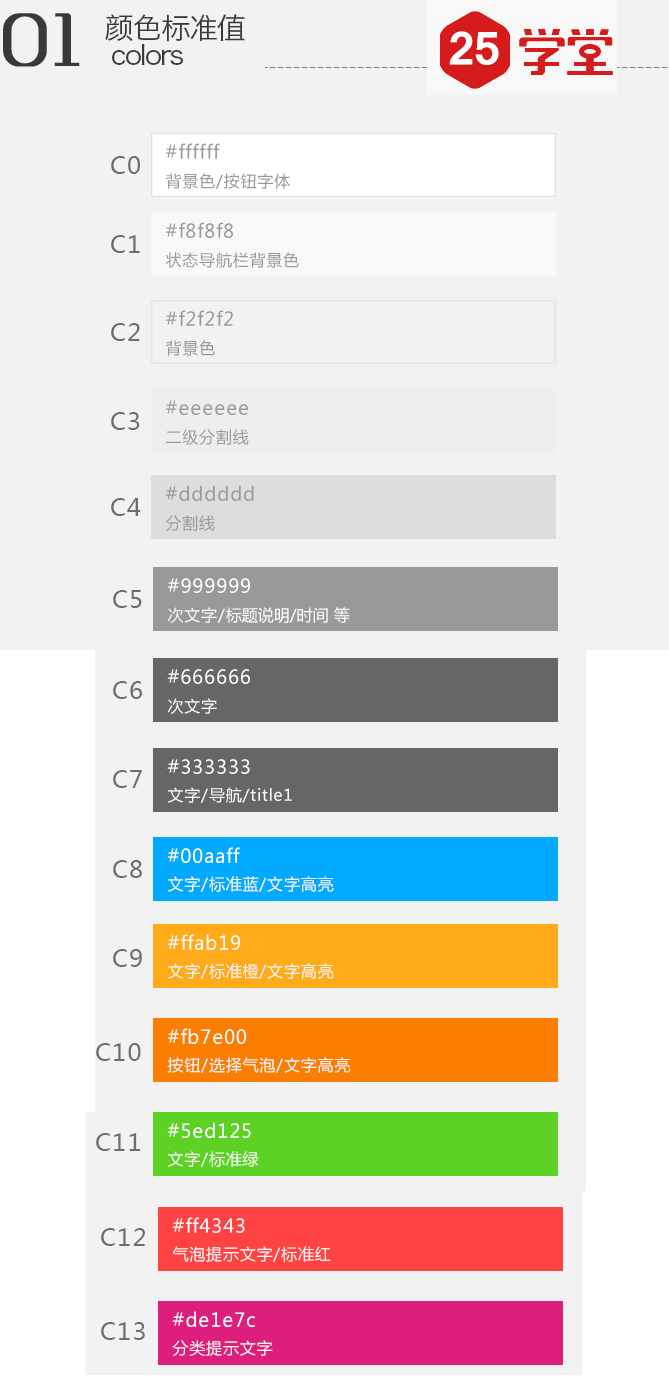 01
颜色标准值
colors
25学堂
C0
#ffffff
背景色/按钮字体
C1
#f8f8f8
状态导航栏背景色
C2
#f2f2f2
背景色
C3
#eeeeee
二级分割线
C4
#dddddd
分割线
C5
#999999
次文字/标题说明/时间 等
C6
#666666
次文字
C7
#333333
文字/导航/title1
C8
#00aaff
文字/标准蓝/文字高亮
C9
#ffab19
文字/标准橙/文字高亮
C10
#fb7e00
按钮/选择气泡/文字高亮
C11
#5ed125
文字/标准绿
C12
#ff4343
气泡提示文字/标准红
C13
#de1e7c
分类提示文字